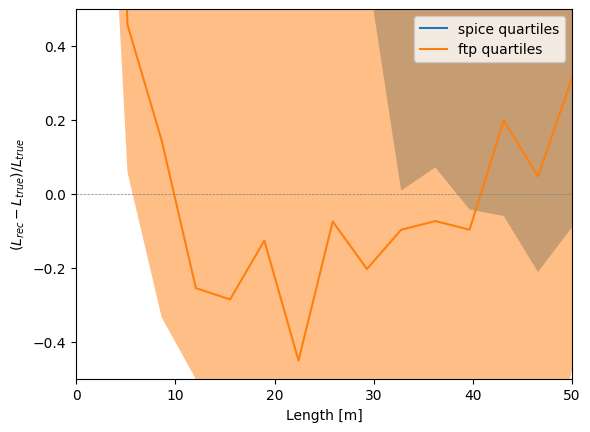 spice quartiles
ftp quartiles
0.4
0.2
0.0
−0.2
−0.4
(L_rec − L_true)/L_true
0 10 20 30 40 50
Length [m]